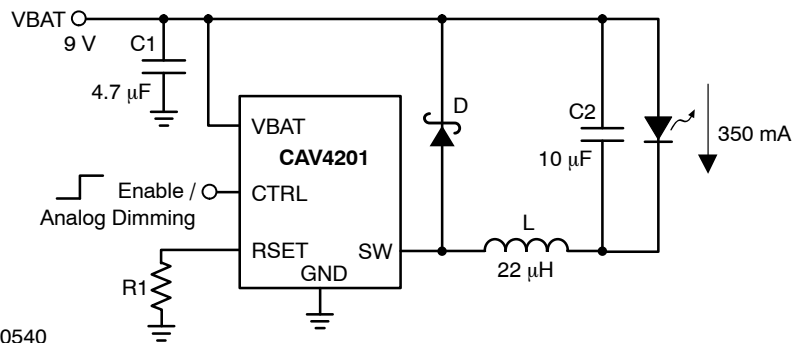 VBAT
9 V
C1
4.7 μF
VBAT
CAV4201
CTRL
RSET
SW
GND
Enable /
Analog Dimming
R1
D
L
22 μH
C2
10 μF
350 mA
0540